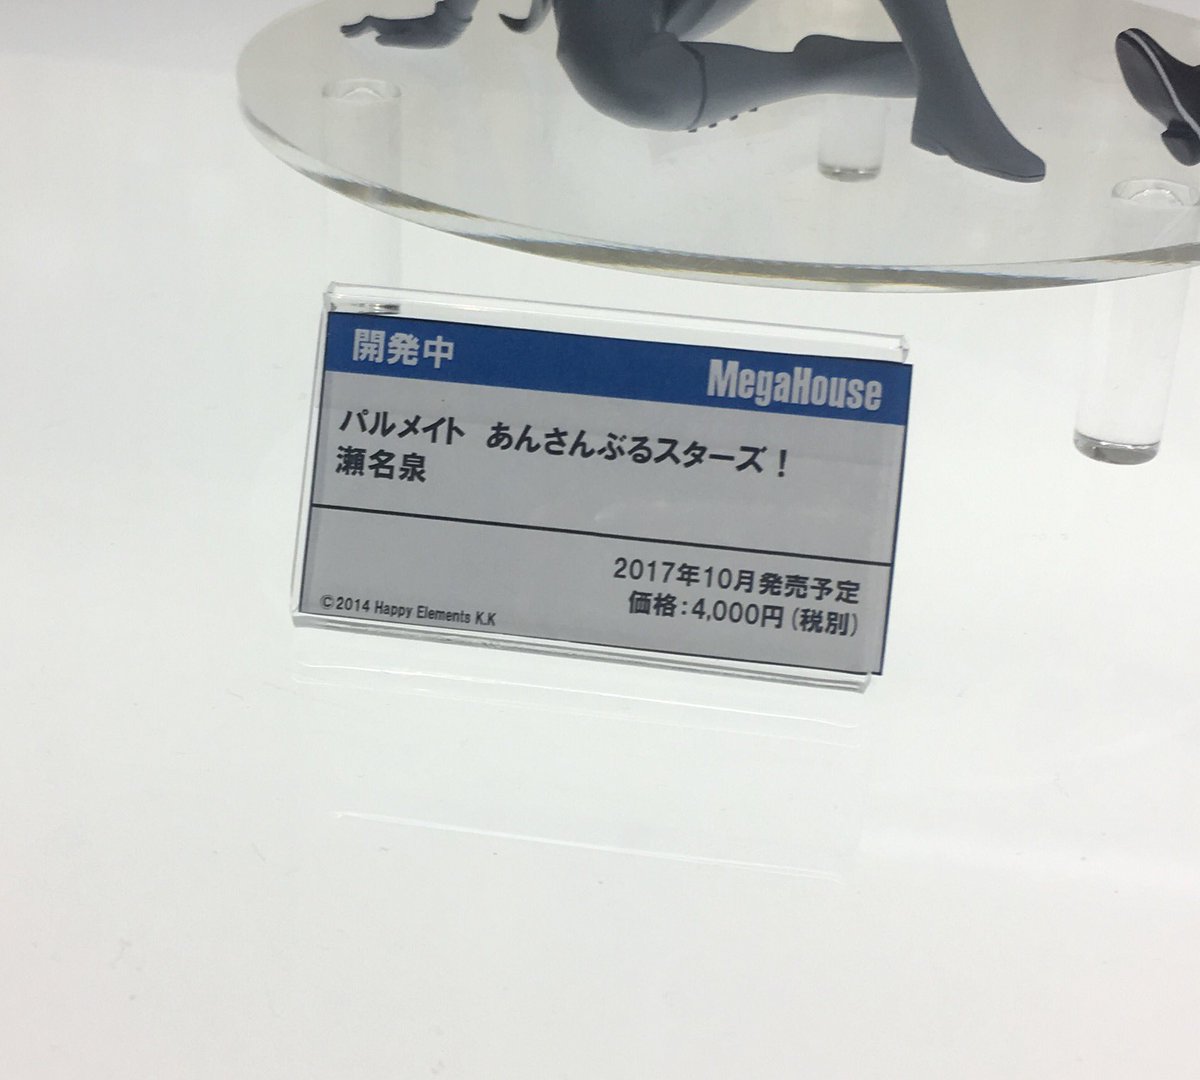 開発中
MegaHouse
パルメイト あんさんぶるスターズ!
瀬名泉
2017年10月発売予定
価格:4,000円(税別)
©2014 Happy Elements K.K